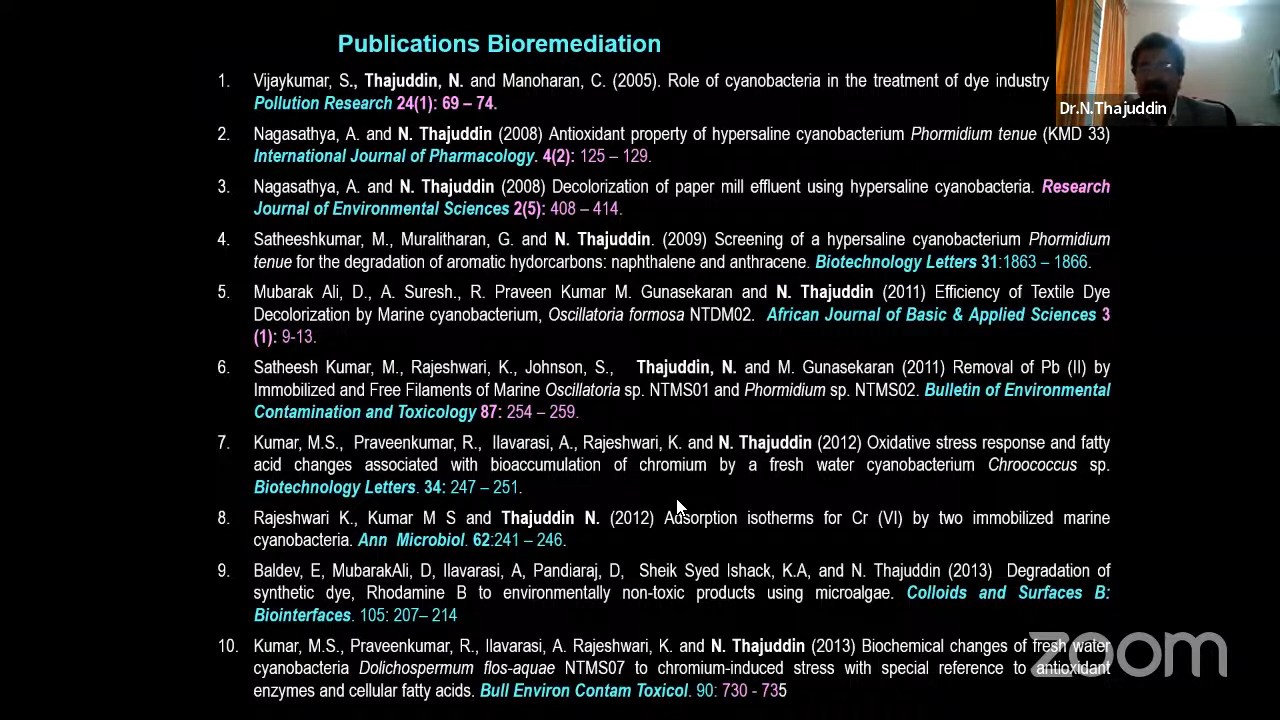 Publications Bioremediation
1. Vijaykumar, S., Thajuddin, N. and Manoharan, C. (2005). Role of cyanobacteria in the treatment of dye industry
Pollution Research 24(1): 69 – 74.
Dr.N.Thajuddin
2. Nagasathya, A. and N. Thajuddin (2008) Antioxidant property of hypersaline cyanobacterium Phormidium tenue (KMD 33)
International Journal of Pharmacology. 4(2): 125 – 129.
3. Nagasathya, A. and N. Thajuddin (2008) Decolorization of paper mill effluent using hypersaline cyanobacteria. Research
Journal of Environmental Sciences 2(5): 408 – 414.
4. Satheeshkumar, M., Muralitharan, G. and N. Thajuddin. (2009) Screening of a hypersaline cyanobacterium Phormidium
tenue for the degradation of aromatic hydorcarbons: naphthalene and anthracene. Biotechnology Letters 31:1863 – 1866.
5. Mubarak Ali, D., A. Suresh., R. Praveen Kumar M. Gunasekaran and N. Thajuddin (2011) Efficiency of Textile Dye
Decolorization by Marine cyanobacterium, Oscillatoria formosa NTDM02. African Journal of Basic & Applied Sciences 3
(1): 9-13.
6. Satheesh Kumar, M., Rajeshwari, K., Johnson, S., Thajuddin, N. and M. Gunasekaran (2011) Removal of Pb (II) by
Immobilized and Free Filaments of Marine Oscillatoria sp. NTMS01 and Phormidium sp. NTMS02. Bulletin of Environmental
Contamination and Toxicology 87: 254 – 259.
7. Kumar, M.S., Praveenkumar, R., Ilavarasi, A., Rajeshwari, K. and N. Thajuddin (2012) Oxidative stress response and fatty
acid changes associated with bioaccumulation of chromium by a fresh water cyanobacterium Chroococcus sp.
Biotechnology Letters. 34: 247 – 251.
8. Rajeshwari K., Kumar M S and Thajuddin N. (2012) Adsorption isotherms for Cr (VI) by two immobilized marine
cyanobacteria. Ann Microbiol. 62:241 – 246.
9. Baldev, E, MubarakAli, D, Ilavarasi, A, Pandiaraj, D, Sheik Syed Ishack, K.A, and N. Thajuddin (2013) Degradation of
synthetic dye, Rhodamine B to environmentally non-toxic products using microalgae. Colloids and Surfaces B:
Biointerfaces. 105: 207– 214
10. Kumar, M.S., Praveenkumar, R., Ilavarasi, A. Rajeshwari, K. and N. Thajuddin (2013) Biochemical changes of fresh water
cyanobacteria Dolichospermum flos-aquae NTMS07 to chromium-induced stress with special reference to antioxidant
enzymes and cellular fatty acids. Bull Environ Contam Toxicol. 90: 730 - 735
zoom